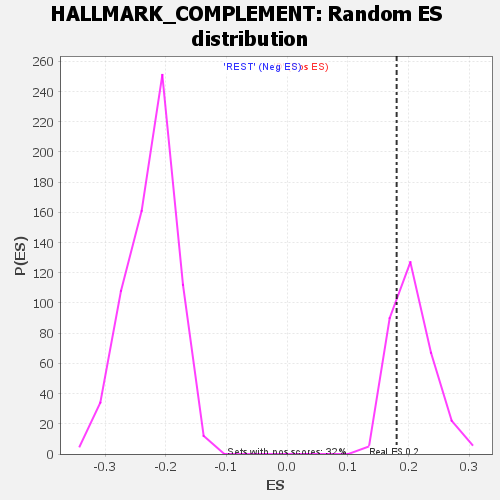 HALLMARK_COMPLEMENT: Random ES
distribution
'REST' (Neg ES)os ES)
260
240
220
200
180
160
140
120
100
80
60
40
20
0
P(ES)
Sets with pos scores: 32%
Real ES 0.2
-0.3 -0.2 -0.1 0.0 0.1 0.2 0.3
ES